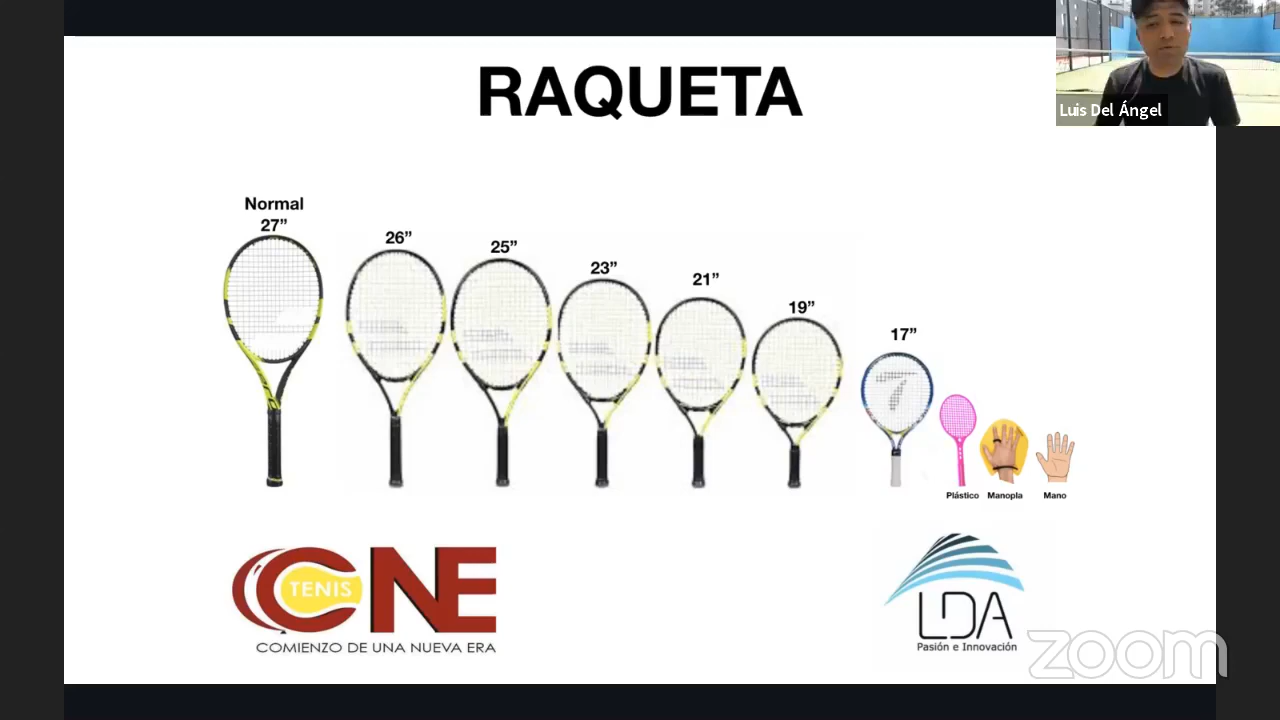 RAQUETA
Luis Del Ángel
Normal
27”
26”
25”
23”
21”
19”
17”
Plástico
Manopla
Mano
TENIS
CNE
COMIENZO DE UNA NUEVA ERA
LDA
Pasión e Innovación
zoom